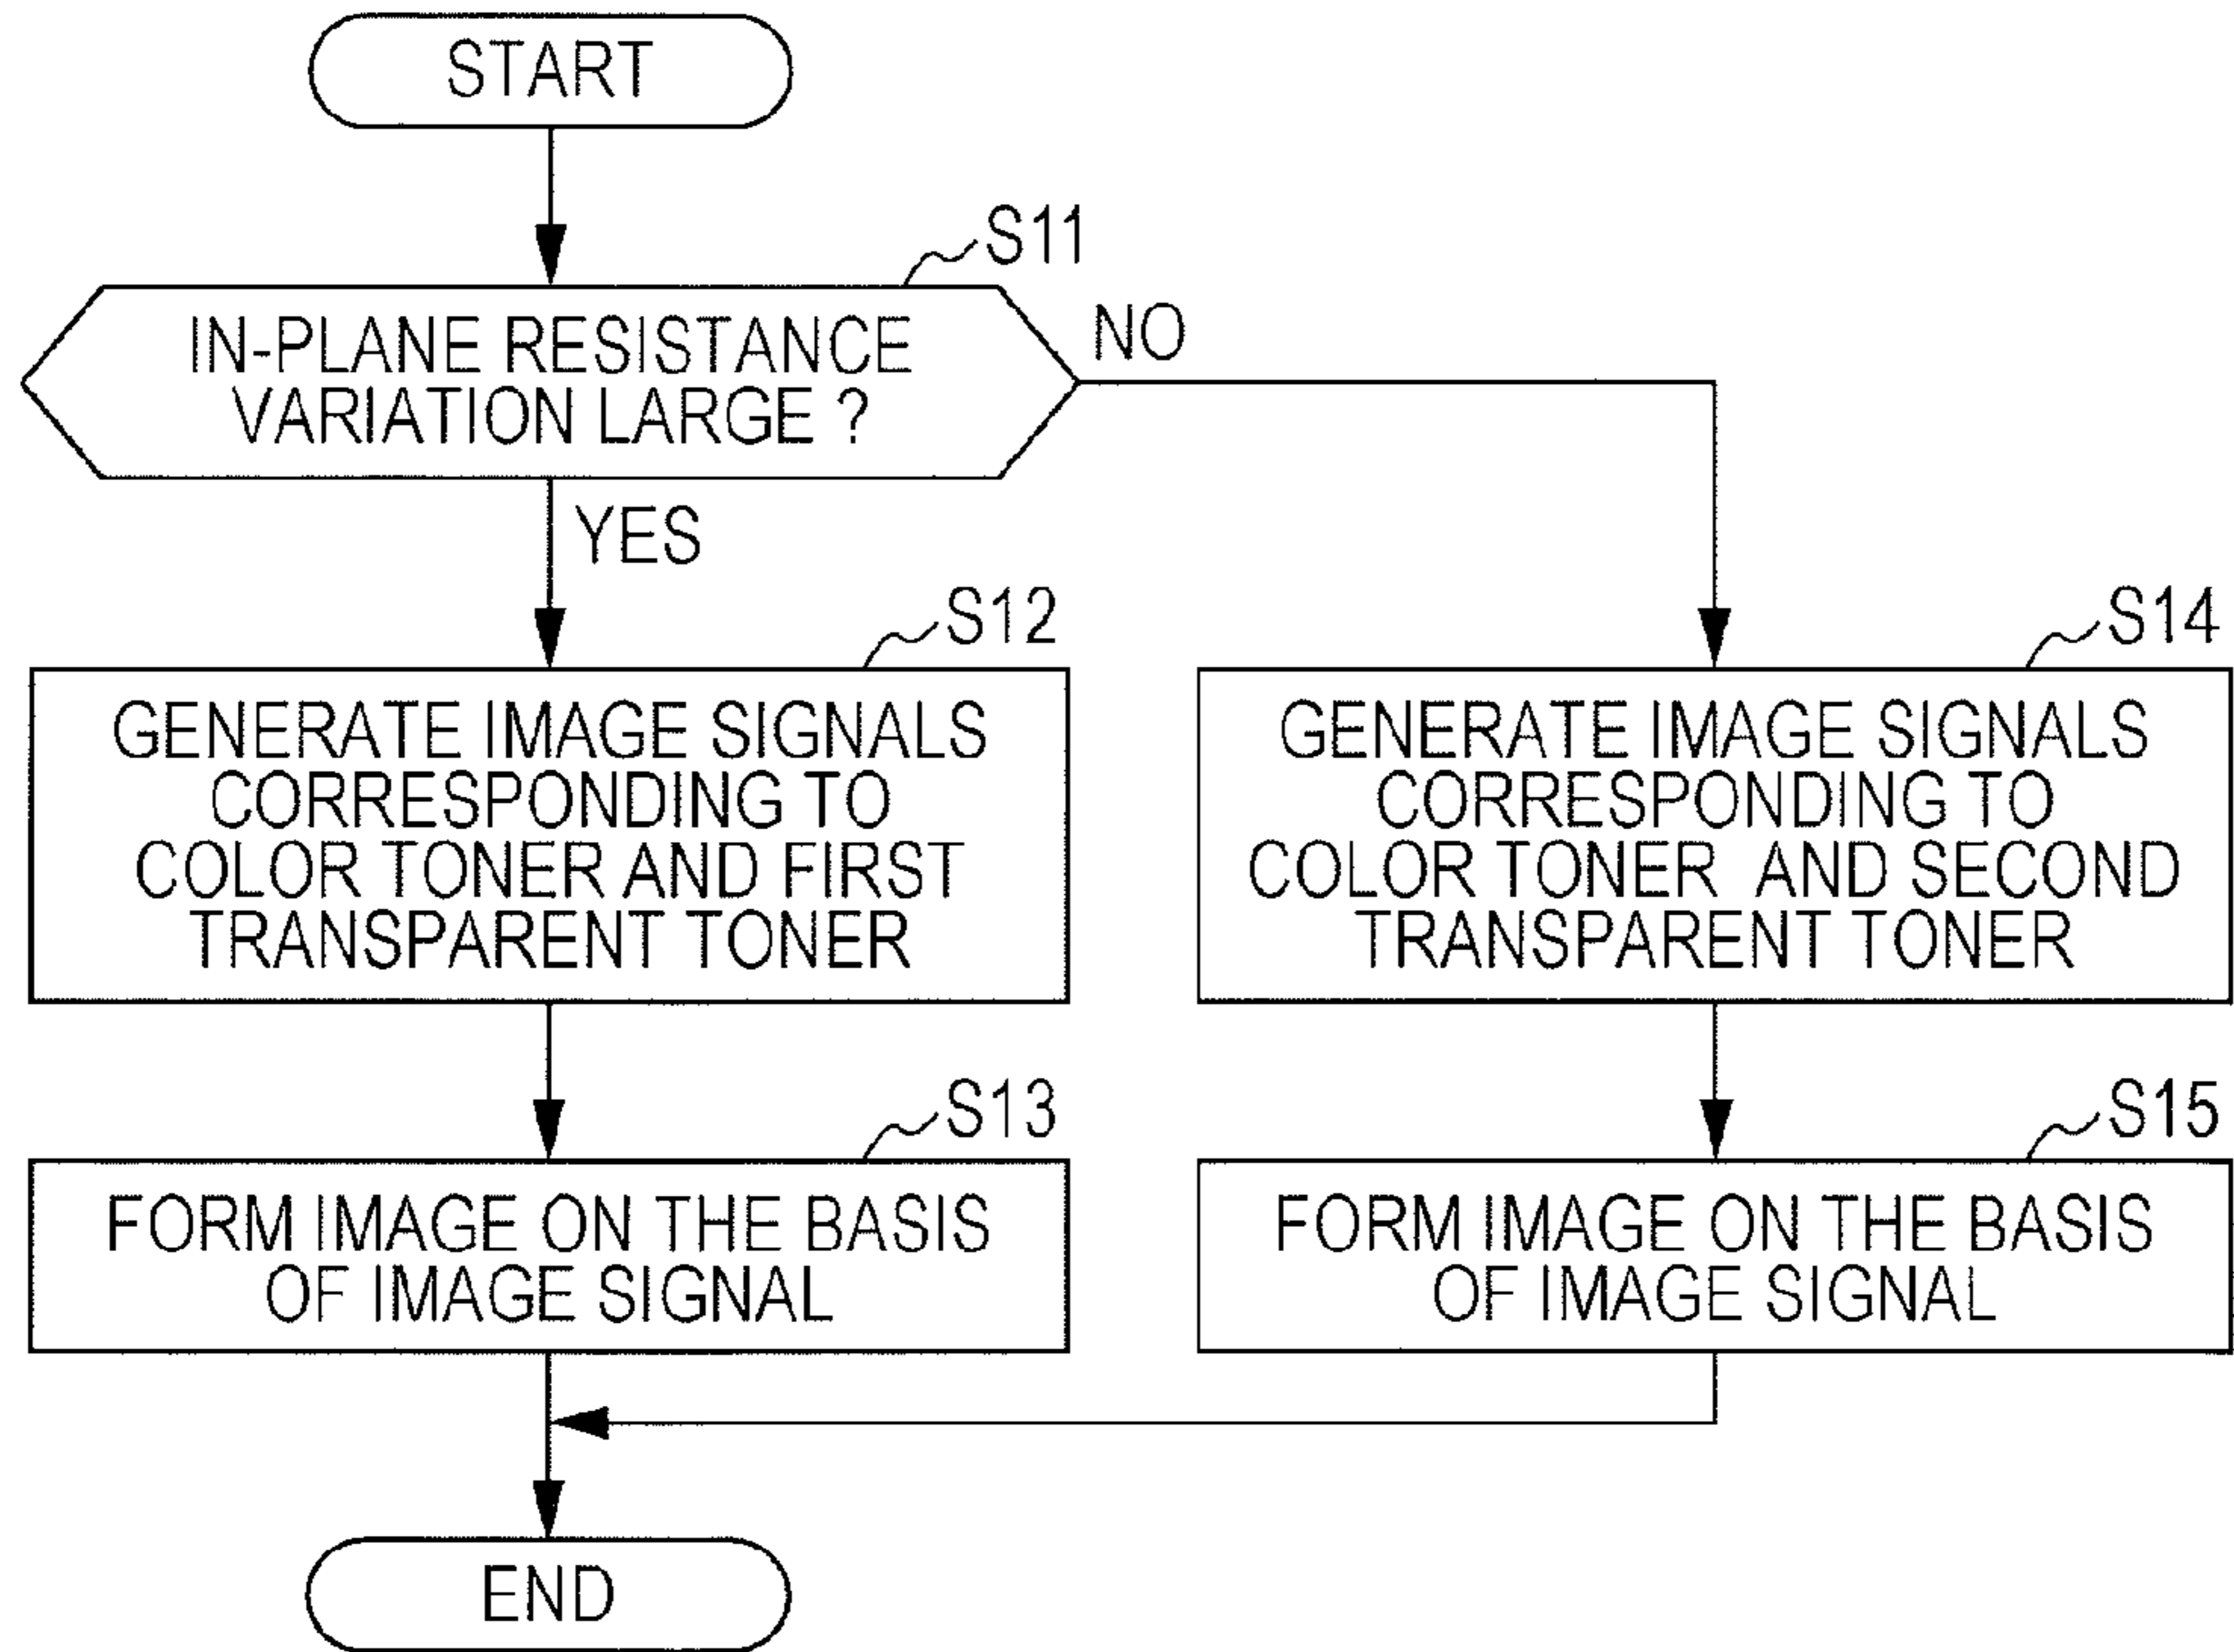 START
S11
IN-PLANE RESISTANCE
VARIATION LARGE ?
NO
YES
S12
GENERATE IMAGE SIGNALS
CORRESPONDING TO
COLOR TONER AND FIRST
TRANSPARENT TONER
S14
GENERATE IMAGE SIGNALS
CORRESPONDING TO
COLOR TONER AND SECOND
TRANSPARENT TONER
S13
FORM IMAGE ON THE BASIS
OF IMAGE SIGNAL
S15
FORM IMAGE ON THE BASIS
OF IMAGE SIGNAL
END